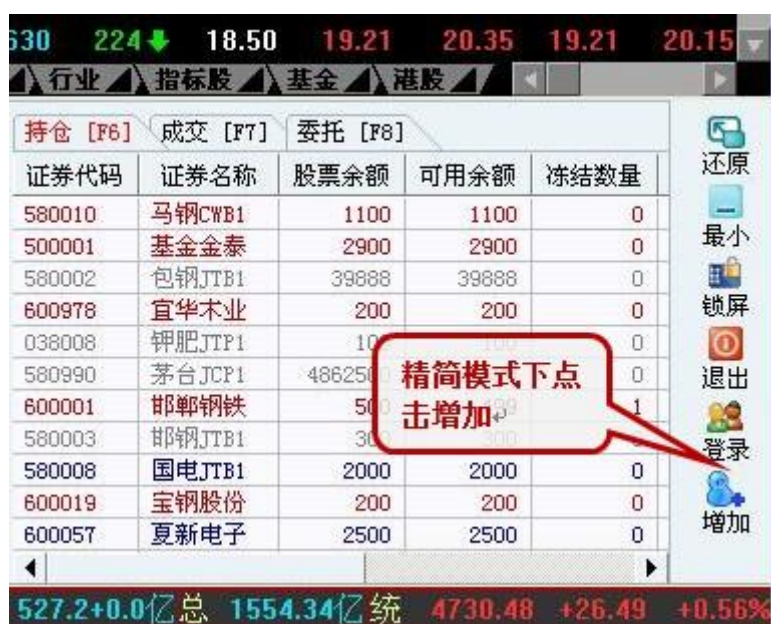 630 224 18.50 19.21 20.35 19.21 20.15
行业 指标股 基金 港股
持仓 [F6] 成交 [F7] 委托 [F8]
证券代码 证券名称 股票余额 可用余额 冻结数量
580010 马钢CWB1 1100 1100 0
500001 基金金泰 2900 2900 0
580002 包钢JTB1 39888 39888 0
600978 宜华木业 200 200 0
038008 钾肥JTP1 100 100 0
580990 茅台JCP1 4862500 0
600001 邯郸钢铁 500 499 1
580003 邯钢JTB1 300 300
580008 国电JTB1 2000 2000 0
600019 宝钢股份 200 200 0
600057 夏新电子 2500 2500 0
精简模式下点
击增加
还原
最小
锁屏
退出
登录
增加
527.2+0.0亿 总 1554.34亿 统 4730.48 +26.49 +0.56%